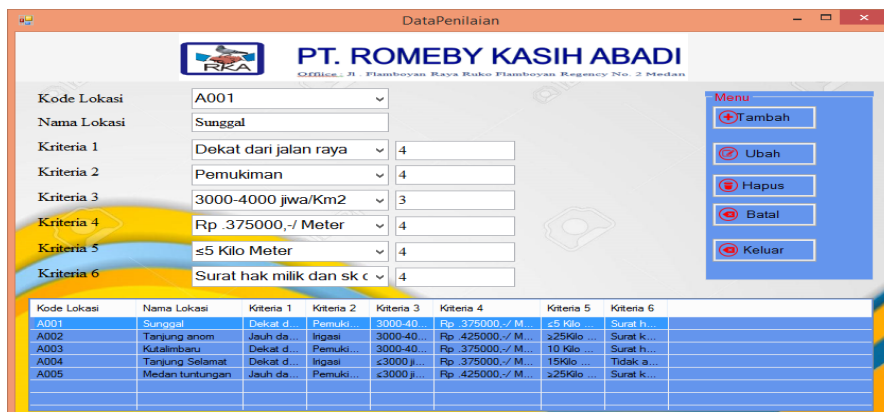 DataPenilaian
RKA
PT. ROMEBY KASIH ABADI
Office : Jl . Flamboyan Raya Ruko Flamboyan Regency No. 2 Medan
Kode Lokasi A001
Nama Lokasi Sunggal
Kriteria 1 Dekat dari jalan raya 4
Kriteria 2 Pemukiman 4
Kriteria 3 3000-4000 jiwa/Km2 3
Kriteria 4 Rp .375000,-/ Meter 4
Kriteria 5 ≤5 Kilo Meter 4
Kriteria 6 Surat hak milik dan sk 4
Menu
Tambah
Ubah
Hapus
Batal
Keluar
Kode Lokasi Nama Lokasi Kriteria 1 Kriteria 2 Kriteria 3 Kriteria 4 Kriteria 5 Kriteria 6
A001 Sunggal Dekat d... Pemuki... 3000-40... Rp .375000,-/ M... ≤5 Kilo ... Surat h...
A002 Tanjung anom Jauh da... Irigasi 3000-40... Rp .425000,-/ M... ≥25Kilo ... Surat k...
A003 Kutalimbaru Dekat d... Pemuki... 3000-40... Rp .375000,-/ M... 10 Kilo ... Surat k...
A004 Tanjung Selamat Dekat d... Irigasi ≤3000 ji... Rp .375000,-/ M... 15Kilo ... Tidak a...
A005 Medan tuntungan Jauh da... Pemuki... ≤3000 ji... Rp .425000,-/ M... ≥25Kilo ... Surat k...